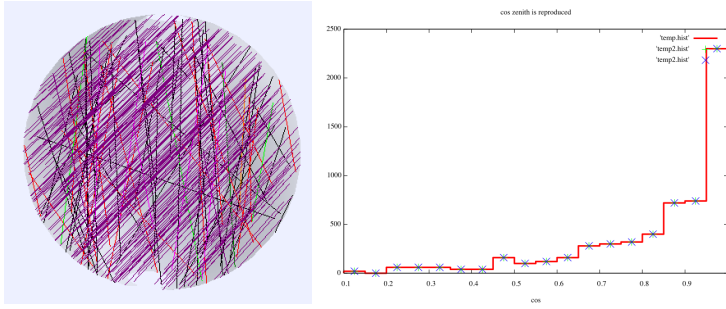 cos zenith is reproduced
2500
2000
1500
1000
500
0
'temp.hist'
'temp2.hist'
'temp2.hist'
0.1 0.2 0.3 0.4 0.5 0.6 0.7 0.8 0.9
cos